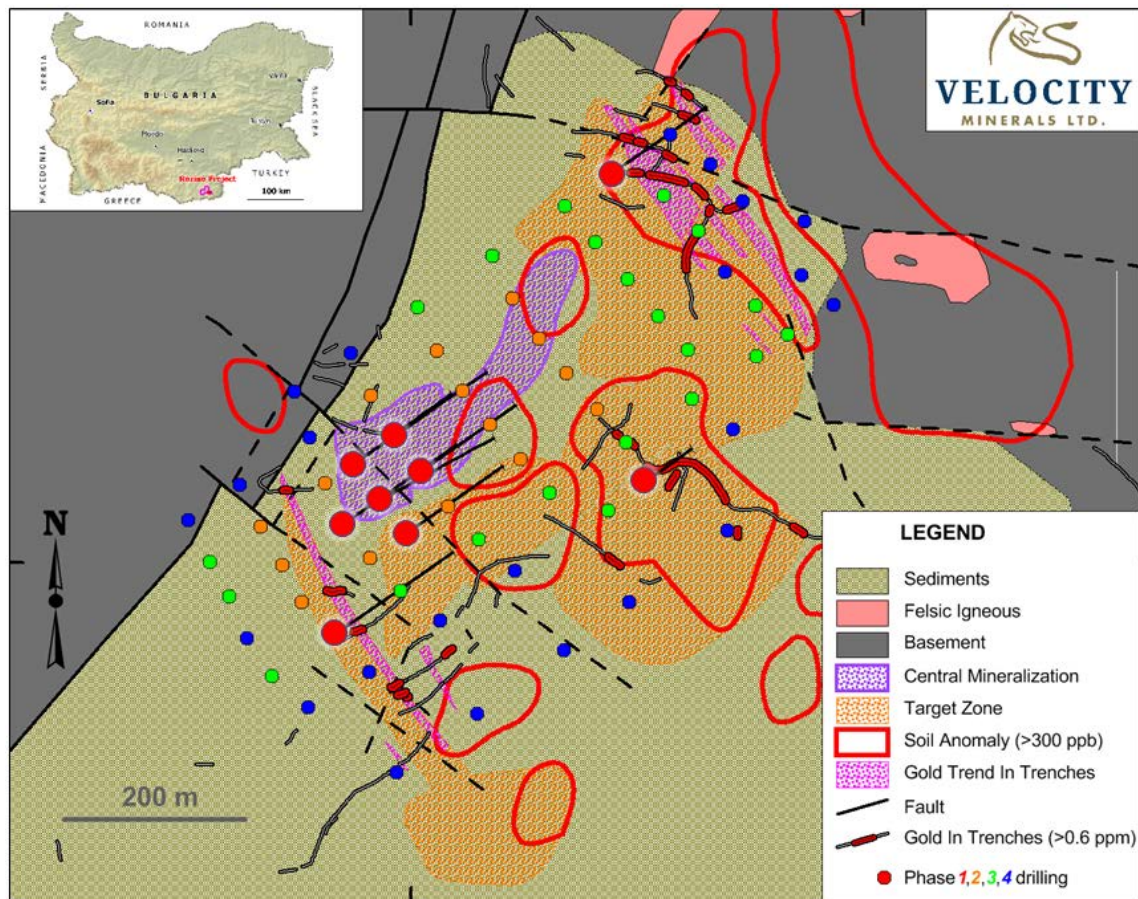 ROMANIA
SERBIA
BULGARIA
Sofia
Varna
BLACK SEA
MACEDONIA
GREECE
TURKEY
Rozino Project
100 km
VELOCITY
MINERALS LTD.
N
200 m
LEGEND
Sediments
Felsic Igneous
Basement
Central Mineralization
Target Zone
Soil Anomaly (>300 ppb)
Gold Trend In Trenches
Fault
Gold In Trenches (>0.6 ppm)
Phase 1,2,3,4 drilling